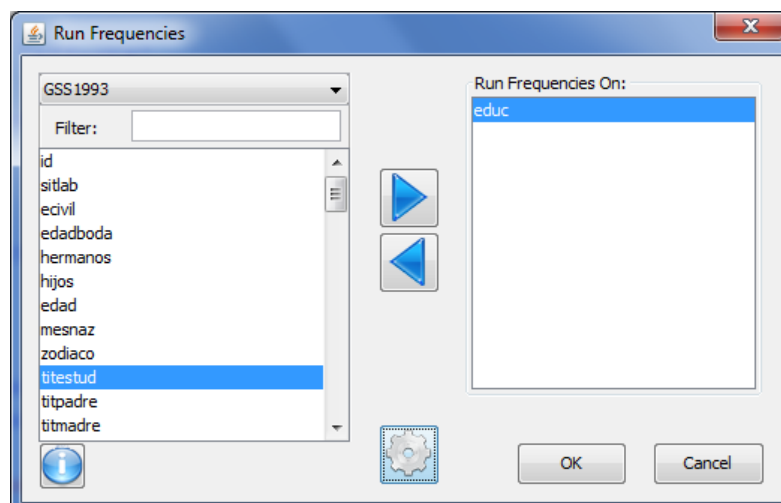 Run Frequencies
GSS1993
Filter:
id
sitlab
ecivil
edadboda
hermanos
hijos
edad
mesnaz
zodiaco
titestud
titpadre
titmadre
Run Frequencies On:
educ
OK
Cancel